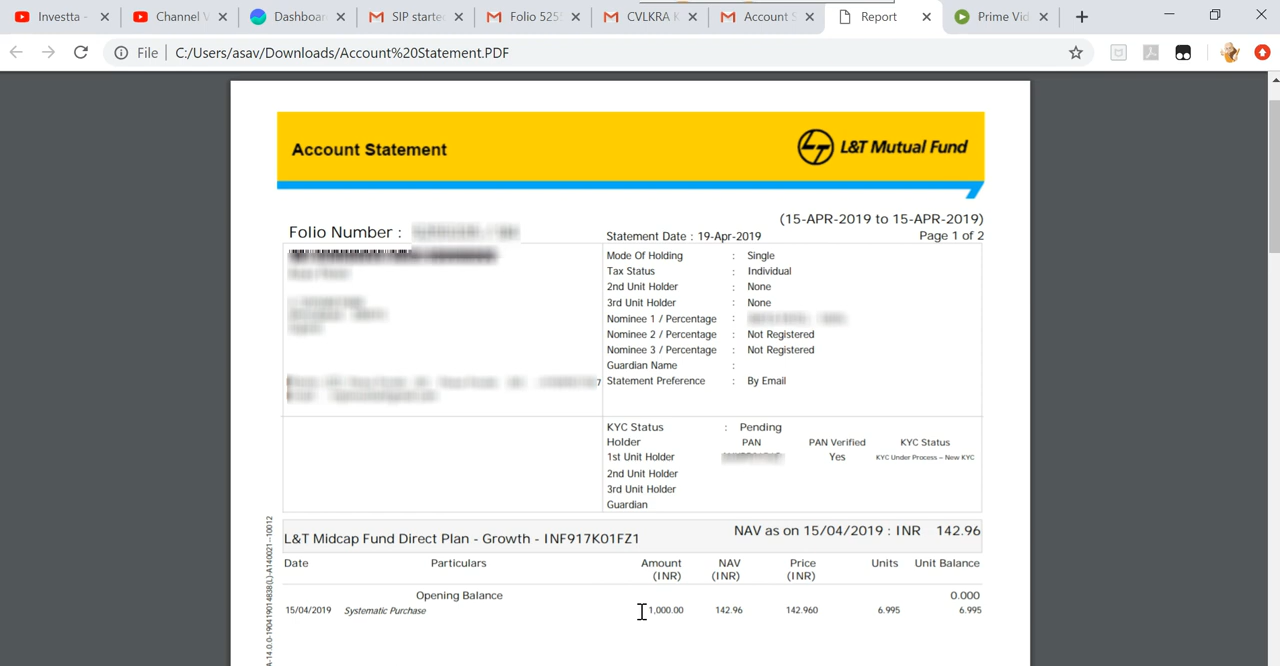 Investta -
Channel V
Dashboar
SIP starte
Folio 525
CVLKRA K
Account S
Report
Prime Vid
File
C:/Users/asav/Downloads/Account%20Statement.PDF
Account Statement
L&T Mutual Fund
(15-APR-2019 to 15-APR-2019)
Folio Number :
Statement Date : 19-Apr-2019
Page 1 of 2
Mode Of Holding : Single
Tax Status : Individual
2nd Unit Holder : None
3rd Unit Holder : None
Nominee 1 / Percentage :
Nominee 2 / Percentage : Not Registered
Nominee 3 / Percentage : Not Registered
Guardian Name :
7 Statement Preference : By Email
KYC Status : Pending
Holder PAN PAN Verified KYC Status
1st Unit Holder Yes KYC Under Process – New KYC
2nd Unit Holder
3rd Unit Holder
Guardian
L&T Midcap Fund Direct Plan - Growth - INF917K01FZ1
NAV as on 15/04/2019 : INR 142.96
Date Particulars Amount (INR) NAV (INR) Price (INR) Units Unit Balance
Opening Balance 0.000
15/04/2019 Systematic Purchase 1,000.00 142.96 142.960 6.995 6.995